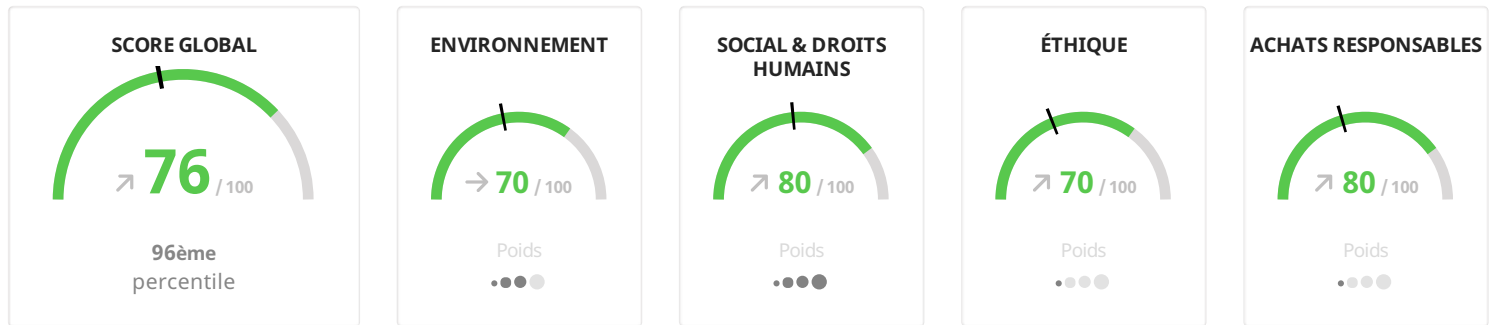 SCORE GLOBAL
76 / 100
96ème
percentile
ENVIRONNEMENT
70 / 100
Poids
SOCIAL & DROITS
HUMAINS
80 / 100
Poids
ÉTHIQUE
70 / 100
Poids
ACHATS RESPONSABLES
80 / 100
Poids